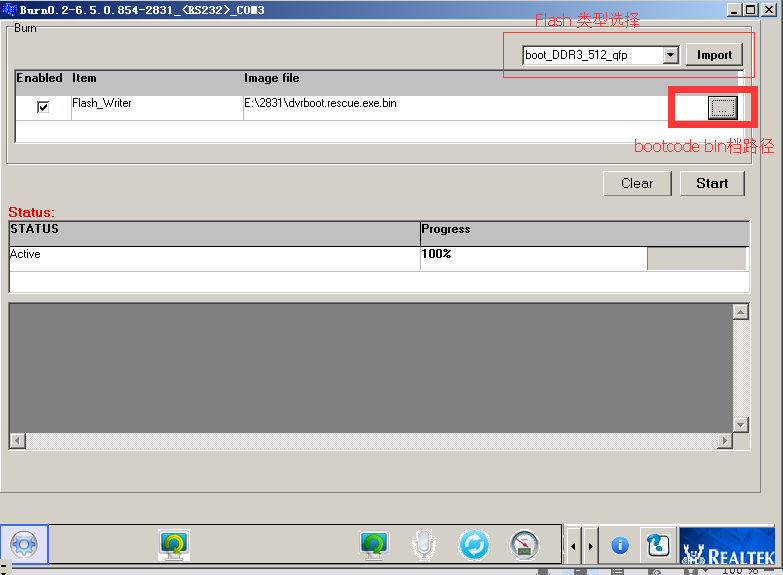 Burn0.2-6.5.0.854-2831_<RS232>_COM3
Flash 类型选择
Burn
boot_DDR3_512_qfp
Import
Enabled Item Image file
Flash_Writer E:\2831\dvrboot.rescue.exe.bin ...
bootcode bin档路径
Clear Start
Status:
STATUS Progress
Active 100%
REALTEK
100 %